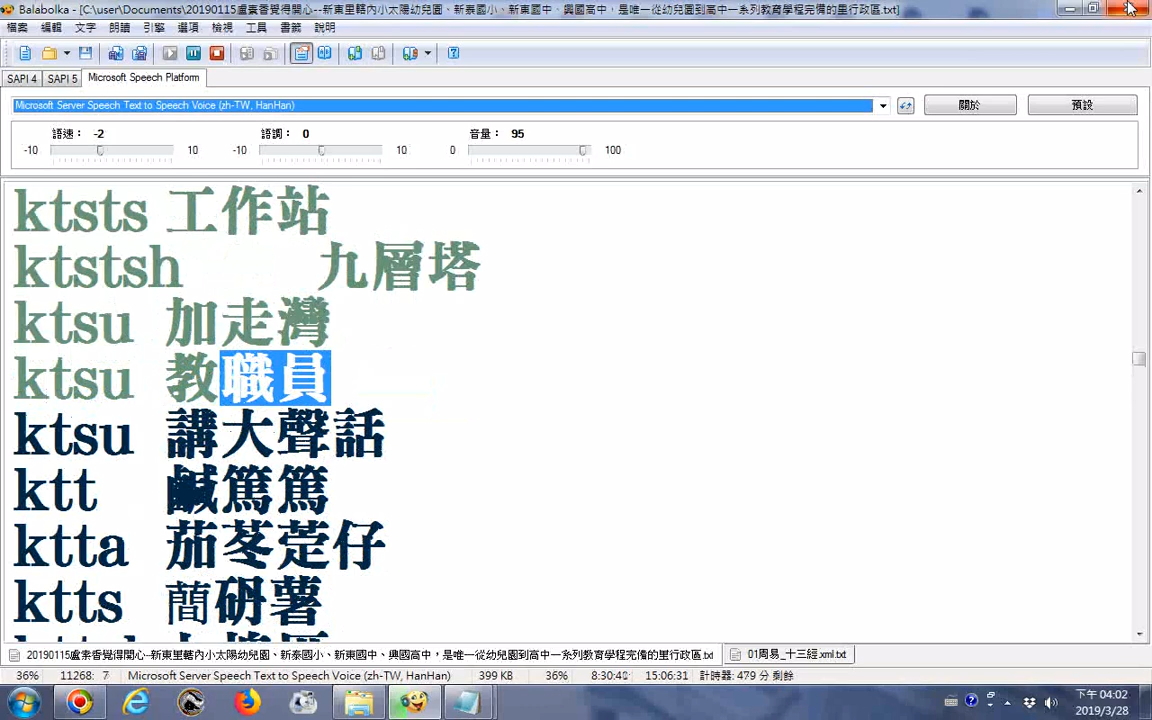 Balabolka - [C:\user\Documents\20190115盧素香覺得開心--新東里轄內小太陽幼兒園、新泰國小、新東國中、興國高中，是唯一從幼兒園到高中一系列教育學程完備的里行政區.txt]
檔案 編輯 文字 朗讀 引擎 選項 檢視 工具 書籤 說明
SAPI 4 SAPI 5 Microsoft Speech Platform
Microsoft Server Speech Text to Speech Voice (zh-TW, HanHan) 關於 預設
語速： -2 語調： 0 音量： 95
-10 10 -10 10 0 100
ktsts 工作站
ktstsh 九層塔
ktsu 加走灣
ktsu 教職員
ktsu 講大聲話
ktt 鹹篤篤
ktta 茄苳萣仔
ktts 蕳研薯
20190115盧素香覺得開心--新東里轄內小太陽幼兒園、新泰國小、新東國中、興國高中，是唯一從幼兒園到高中一系列教育學程完備的里行政區.txt 01周易_十三經.xml.txt
36% 11268: 7 Microsoft Server Speech Text to Speech Voice (zh-TW, HanHan) 399 KB 36% 15:06:31 計時器: 479 分 剩餘
下午 04:02
2019/3/28